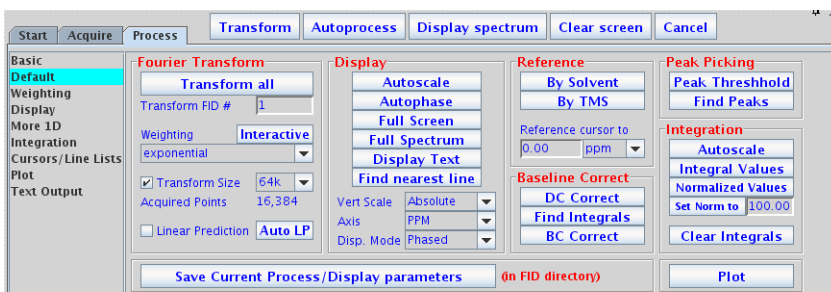 Start Acquire Process Transform Autoprocess Display spectrum Clear screen Cancel
Basic
Default
Weighting
Display
More 1D
Integration
Cursors/Line Lists
Plot
Text Output
Fourier Transform
Transform all
Transform FID # 1
Weighting Interactive
exponential
Transform Size 64k
Acquired Points 16,384
Linear Prediction Auto LP
Display
Autoscale
Autophase
Full Screen
Full Spectrum
Display Text
Find nearest line
Vert Scale Absolute
Axis PPM
Disp. Mode Phased
Reference
By Solvent
By TMS
Reference cursor to
0.00 ppm
Baseline Correct
DC Correct
Find Integrals
BC Correct
Peak Picking
Peak Threshhold
Find Peaks
Integration
Autoscale
Integral Values
Normalized Values
Set Norm to 100.00
Clear Integrals
Save Current Process/Display parameters (in FID directory)
Plot